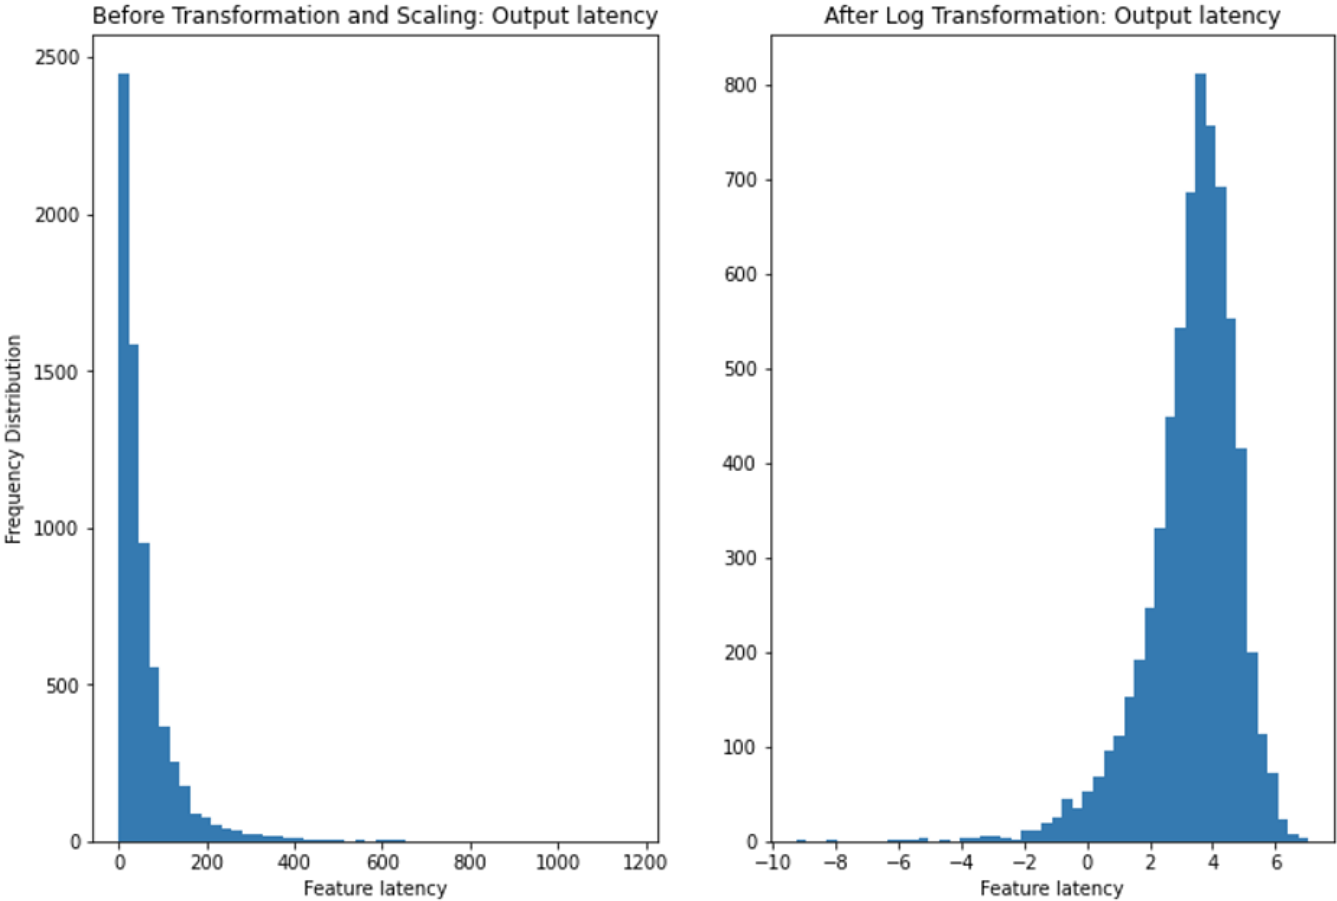 Before Transformation and Scaling: Output latency
2500
2000
1500
1000
500
0
Frequency Distribution
0 200 400 600 800 1000 1200
Feature latency
After Log Transformation: Output latency
800
700
600
500
400
300
200
100
0
−10 −8 −6 −4 −2 0 2 4 6
Feature latency